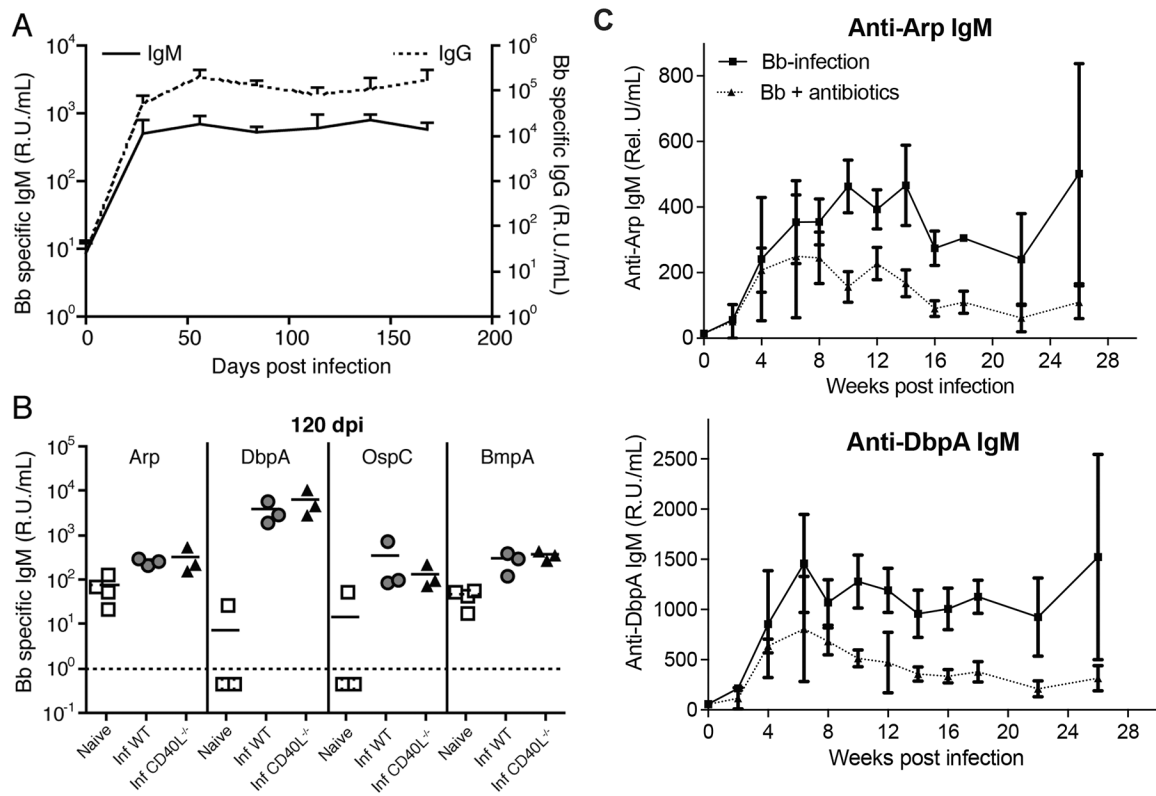 A
IgM
IgG
Bb specific IgM (R.U./mL)
10^4
10^3
10^2
10^1
10^0
Bb specific IgG (R.U./mL)
10^6
10^5
10^4
10^3
10^2
10^1
10^0
0 50 100 150 200
Days post infection
B
120 dpi
Arp DbpA OspC BmpA
Bb specific IgM (R.U./mL)
10^5
10^4
10^3
10^2
10^1
10^0
10^-1
Naive Inf WT Inf CD40L-/- Naive Inf WT Inf CD40L-/- Naive Inf WT Inf CD40L-/- Naive Inf WT Inf CD40L-/-
C
Anti-Arp IgM
Bb-infection
Bb + antibiotics
Anti-Arp IgM (Rel. U/mL)
800
600
400
200
0
0 4 8 12 16 20 24 28
Weeks post infection
Anti-DbpA IgM
Anti-DbpA IgM (R.U./mL)
2500
2000
1500
1000
500
0
0 4 8 12 16 20 24 28
Weeks post infection